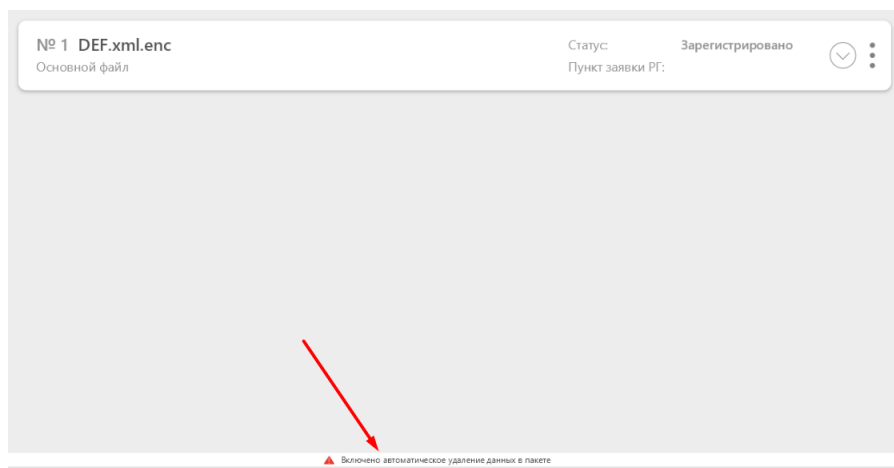 № 1 DEF.xml.enc
Основной файл
Статус: Зарегистрировано
Пункт заявки РГ:
Включено автоматическое удаление данных в пакете